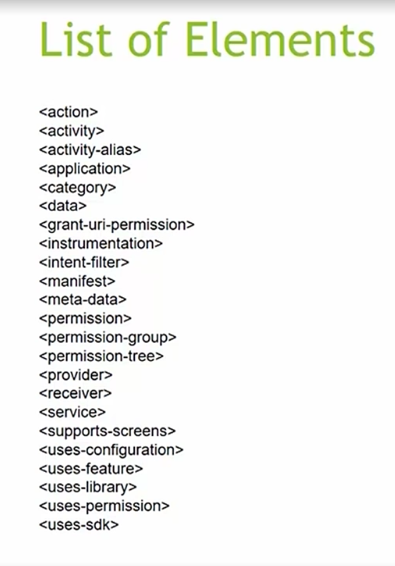 List of Elements
<action>
<activity>
<activity-alias>
<application>
<category>
<data>
<grant-uri-permission>
<instrumentation>
<intent-filter>
<manifest>
<meta-data>
<permission>
<permission-group>
<permission-tree>
<provider>
<receiver>
<service>
<supports-screens>
<uses-configuration>
<uses-feature>
<uses-library>
<uses-permission>
<uses-sdk>